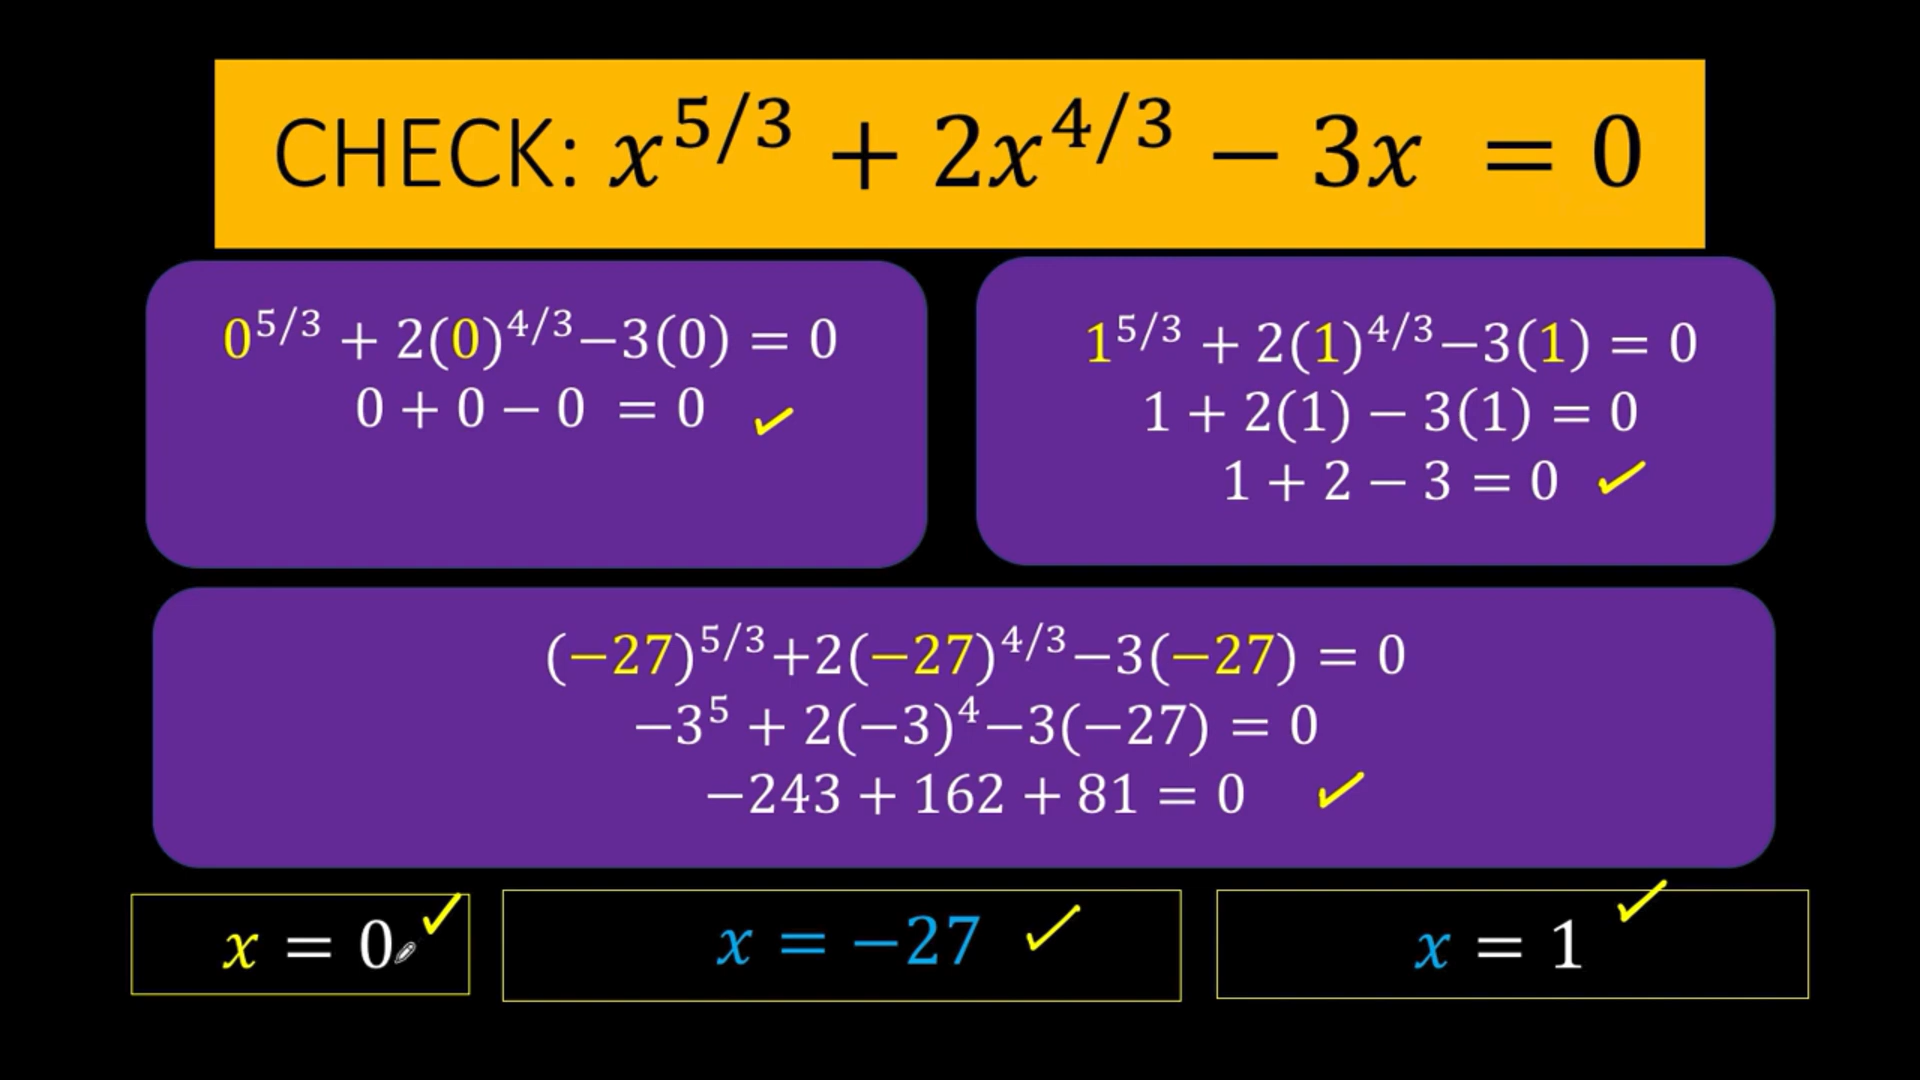 CHECK: x^{5/3} + 2x^{4/3} − 3x = 0
0^{5/3} + 2(0)^{4/3}−3(0) = 0
0 + 0 − 0 = 0 ✓
1^{5/3} + 2(1)^{4/3}−3(1) = 0
1 + 2(1) − 3(1) = 0
1 + 2 − 3 = 0 ✓
(−27)^{5/3}+2(−27)^{4/3}−3(−27) = 0
−3^5 + 2(−3)^4−3(−27) = 0
−243 + 162 + 81 = 0 ✓
x = 0 ✓
x = −27 ✓
x = 1 ✓